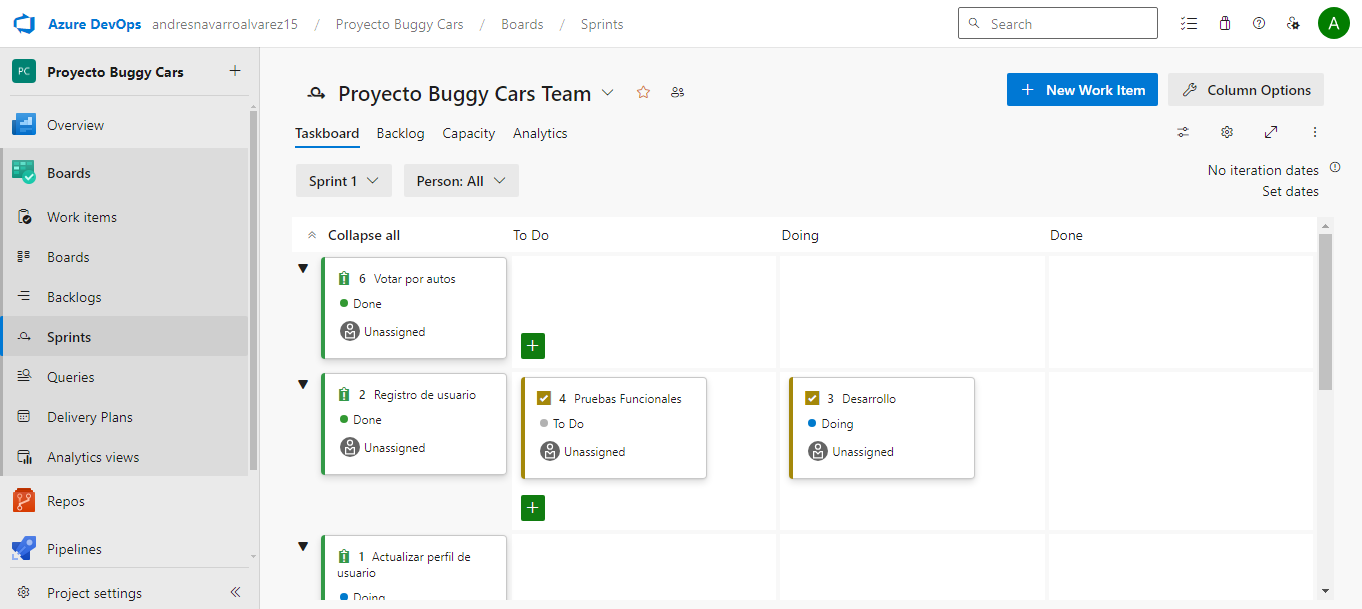 Azure DevOps andresnavarroalvarez15 / Proyecto Buggy Cars / Boards / Sprints Search A
PC Proyecto Buggy Cars
Overview
Boards
Work items
Boards
Backlogs
Sprints
Queries
Delivery Plans
Analytics views
Repos
Pipelines
Project settings
Proyecto Buggy Cars Team
New Work Item Column Options
Taskboard Backlog Capacity Analytics
Sprint 1 Person: All
No iteration dates
Set dates
Collapse all To Do Doing Done
6 Votar por autos
Done
Unassigned
2 Registro de usuario
Done
Unassigned
4 Pruebas Funcionales
To Do
Unassigned
3 Desarrollo
Doing
Unassigned
1 Actualizar perfil de
usuario
Doing